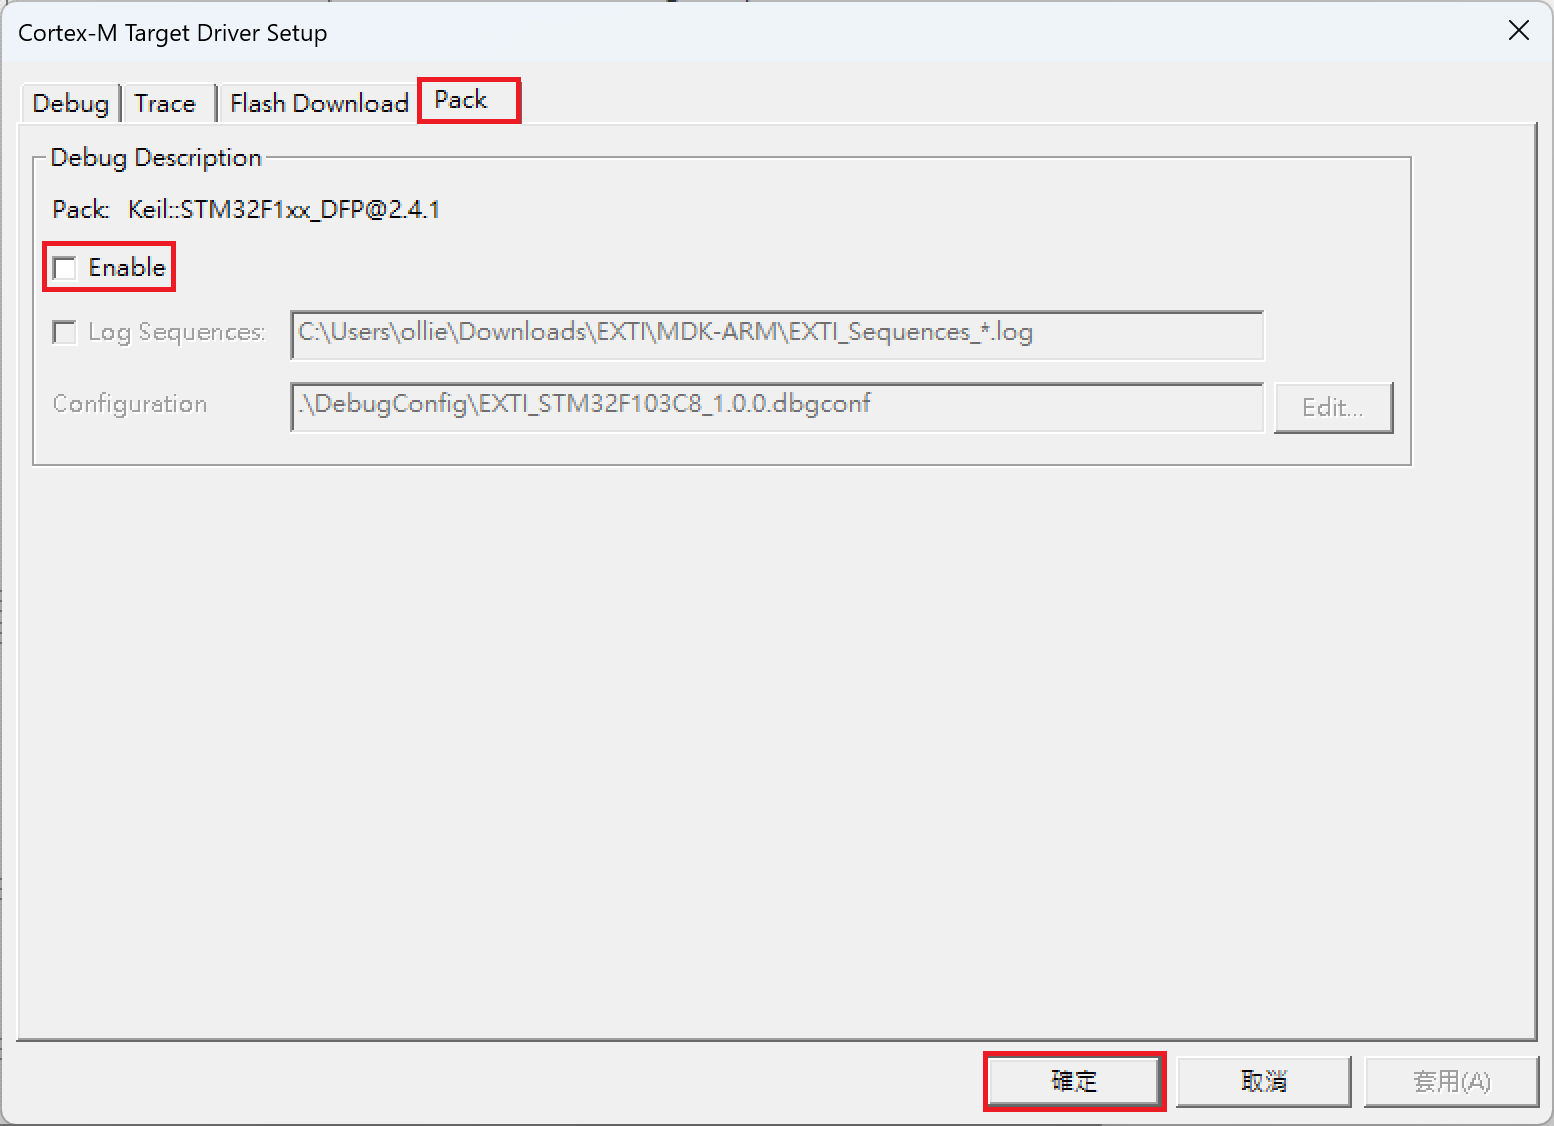 Cortex-M Target Driver Setup
Debug Trace Flash Download Pack
Debug Description
Pack: Keil::STM32F1xx_DFP@2.4.1
Enable
Log Sequences: C:\Users\ollie\Downloads\EXTI\MDK-ARM\EXTI_Sequences_*.log
Configuration .\DebugConfig\EXTI_STM32F103C8_1.0.0.dbgconf Edit...
確定 取消 套用(A)